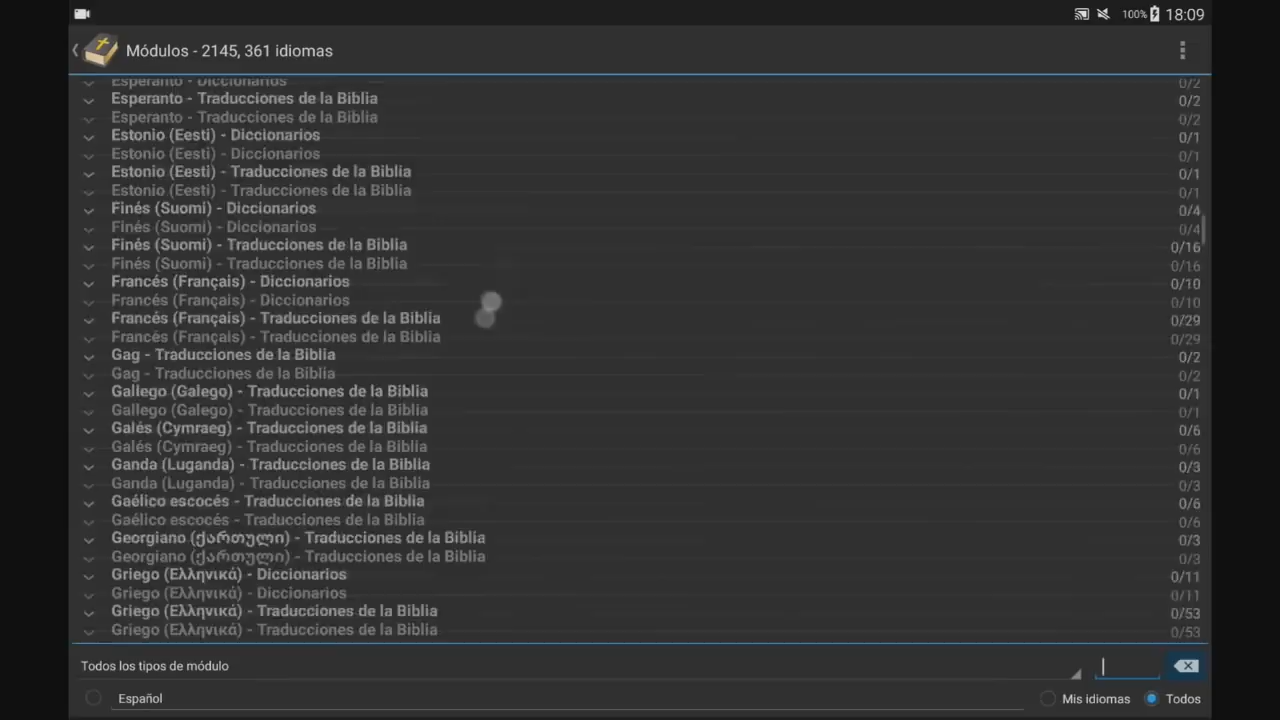 100% 18:09
Módulos - 2145, 361 idiomas
Esperanto - Diccionarios 0/2
Esperanto - Traducciones de la Biblia 0/2
Esperanto - Traducciones de la Biblia 0/2
Estonio (Eesti) - Diccionarios 0/1
Estonio (Eesti) - Diccionarios 0/1
Estonio (Eesti) - Traducciones de la Biblia 0/1
Estonio (Eesti) - Traducciones de la Biblia 0/1
Finés (Suomi) - Diccionarios 0/4
Finés (Suomi) - Diccionarios 0/4
Finés (Suomi) - Traducciones de la Biblia 0/16
Finés (Suomi) - Traducciones de la Biblia 0/16
Francés (Français) - Diccionarios 0/10
Francés (Français) - Diccionarios 0/10
Francés (Français) - Traducciones de la Biblia 0/29
Francés (Français) - Traducciones de la Biblia 0/29
Gag - Traducciones de la Biblia 0/2
Gag - Traducciones de la Biblia 0/2
Gallego (Galego) - Traducciones de la Biblia 0/1
Gallego (Galego) - Traducciones de la Biblia 0/1
Galés (Cymraeg) - Traducciones de la Biblia 0/6
Galés (Cymraeg) - Traducciones de la Biblia 0/6
Ganda (Luganda) - Traducciones de la Biblia 0/3
Ganda (Luganda) - Traducciones de la Biblia 0/3
Gaélico escocés - Traducciones de la Biblia 0/6
Gaélico escocés - Traducciones de la Biblia 0/6
Georgiano (ქართული) - Traducciones de la Biblia 0/3
Georgiano (ქართული) - Traducciones de la Biblia 0/3
Griego (Ελληνικά) - Diccionarios 0/11
Griego (Ελληνικά) - Diccionarios 0/11
Griego (Ελληνικά) - Traducciones de la Biblia 0/53
Griego (Ελληνικά) - Traducciones de la Biblia 0/53
Todos los tipos de módulo
Español Mis idiomas Todos